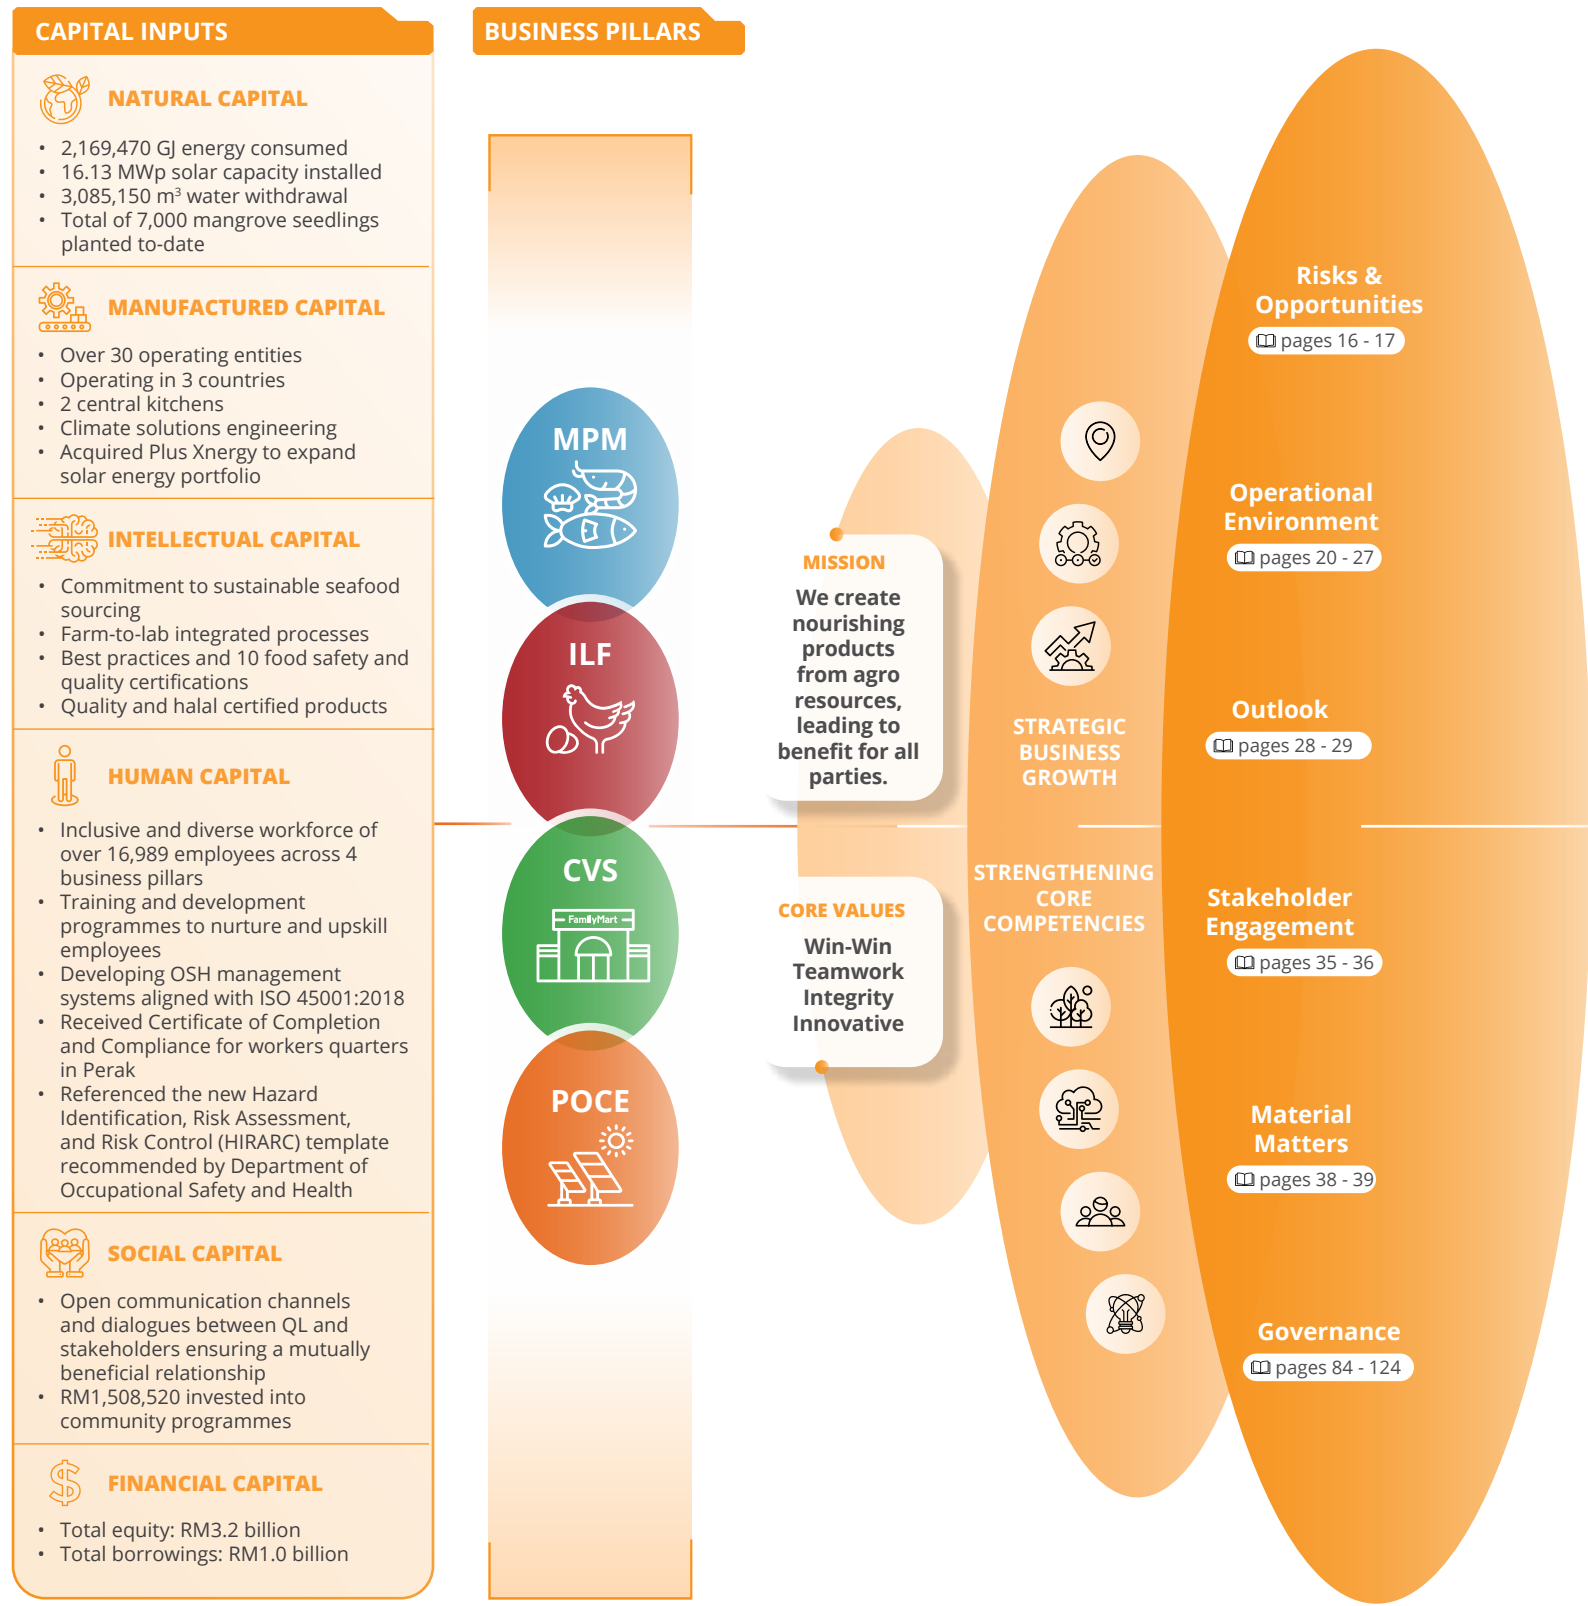 CAPITAL INPUTS
NATURAL CAPITAL
• 2,169,470 GJ energy consumed
• 16.13 MWp solar capacity installed
• 3,085,150 m³ water withdrawal
• Total of 7,000 mangrove seedlings
planted to-date
MANUFACTURED CAPITAL
• Over 30 operating entities
• Operating in 3 countries
• 2 central kitchens
• Climate solutions engineering
• Acquired Plus Xnergy to expand
solar energy portfolio
INTELLECTUAL CAPITAL
• Commitment to sustainable seafood
sourcing
• Farm-to-lab integrated processes
• Best practices and 10 food safety and
quality certifications
• Quality and halal certified products
HUMAN CAPITAL
• Inclusive and diverse workforce of
over 16,989 employees across 4
business pillars
• Training and development
programmes to nurture and upskill
employees
• Developing OSH management
systems aligned with ISO 45001:2018
• Received Certificate of Completion
and Compliance for workers quarters
in Perak
• Referenced the new Hazard
Identification, Risk Assessment,
and Risk Control (HIRARC) template
recommended by Department of
Occupational Safety and Health
SOCIAL CAPITAL
• Open communication channels
and dialogues between QL and
stakeholders ensuring a mutually
beneficial relationship
• RM1,508,520 invested into
community programmes
FINANCIAL CAPITAL
• Total equity: RM3.2 billion
• Total borrowings: RM1.0 billion
BUSINESS PILLARS
MPM
ILF
CVS
FamilyMart
POCE
MISSION
We create
nourishing
products
from agro
resources,
leading to
benefit for all
parties.
CORE VALUES
Win-Win
Teamwork
Integrity
Innovative
STRATEGIC
BUSINESS
GROWTH
STRENGTHENING
CORE
COMPETENCIES
Risks &
Opportunities
pages 16 - 17
Operational
Environment
pages 20 - 27
Outlook
pages 28 - 29
Stakeholder
Engagement
pages 35 - 36
Material
Matters
pages 38 - 39
Governance
pages 84 - 124